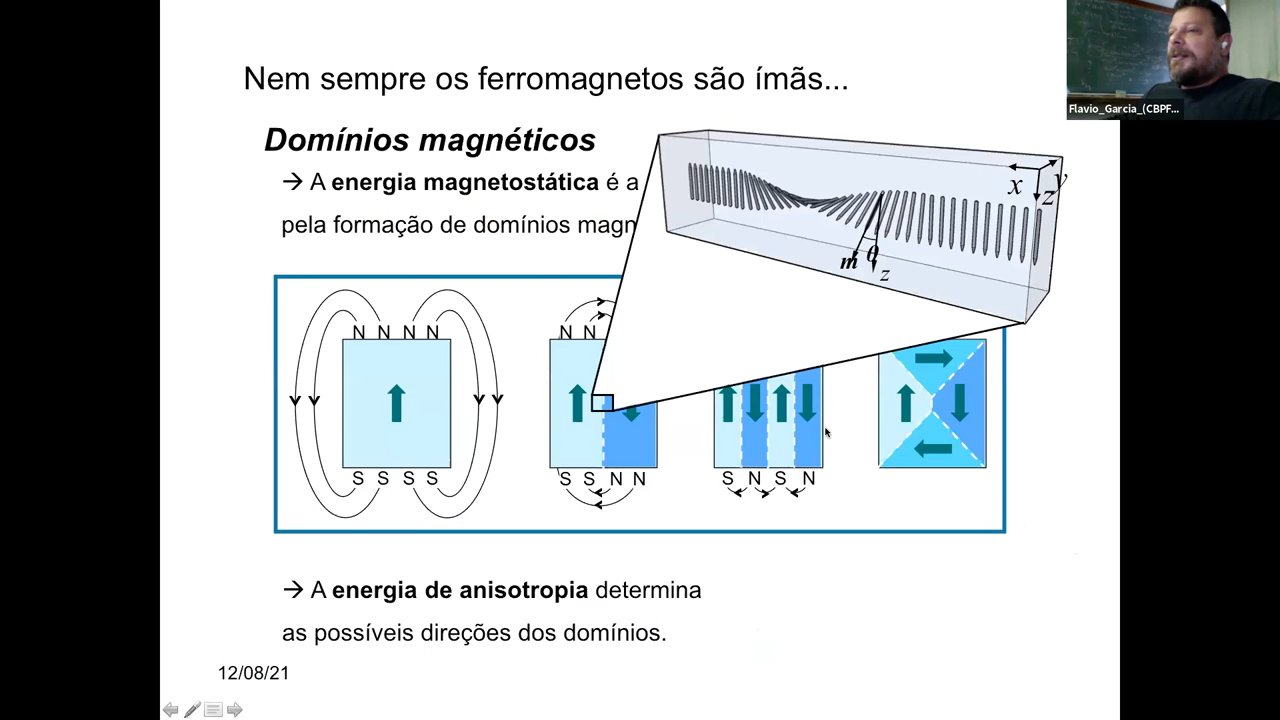 Nem sempre os ferromagnetos são ímãs...
Flavio_Garcia_(CBPF...
Domínios magnéticos
→ A energia magnetostática é a
pela formação de domínios magn
x y z
m θ z
N N N N
N N
S S S S
S S N N
S N S N
→ A energia de anisotropia determina
as possíveis direções dos domínios.
12/08/21